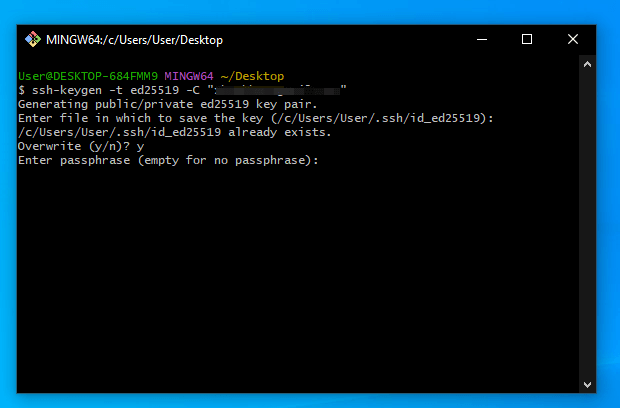 MINGW64:/c/Users/User/Desktop
User@DESKTOP-684FMM9 MINGW64 ~/Desktop
$ ssh-keygen -t ed25519 -C " "
Generating public/private ed25519 key pair.
Enter file in which to save the key (/c/Users/User/.ssh/id_ed25519):
/c/Users/User/.ssh/id_ed25519 already exists.
Overwrite (y/n)? y
Enter passphrase (empty for no passphrase):